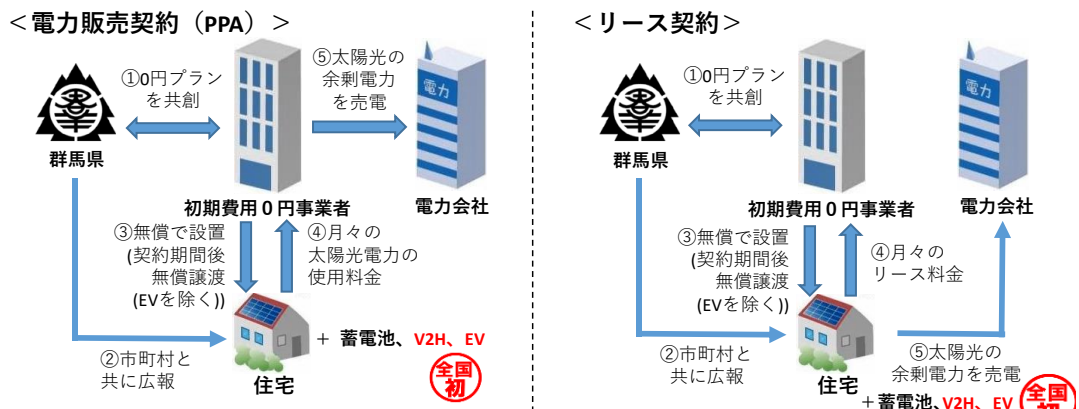 ＜電力販売契約（PPA）＞
①0円プラン
を共創
⑤太陽光の
余剰電力
を売電
電力
群馬県
初期費用０円事業者
電力会社
③無償で設置
(契約期間後
無償譲渡
(EVを除く))
④月々の
太陽光電力の
使用料金
②市町村と
共に広報
住宅
＋ 蓄電池、V2H、EV
全国
初
＜リース契約＞
①0円プラン
を共創
電力
群馬県
初期費用０円事業者
電力会社
③無償で設置
(契約期間後
無償譲渡
(EVを除く))
④月々の
リース料金
②市町村と
共に広報
住宅
⑤太陽光の
余剰電力を売電
＋蓄電池、V2H、EV
全国
初